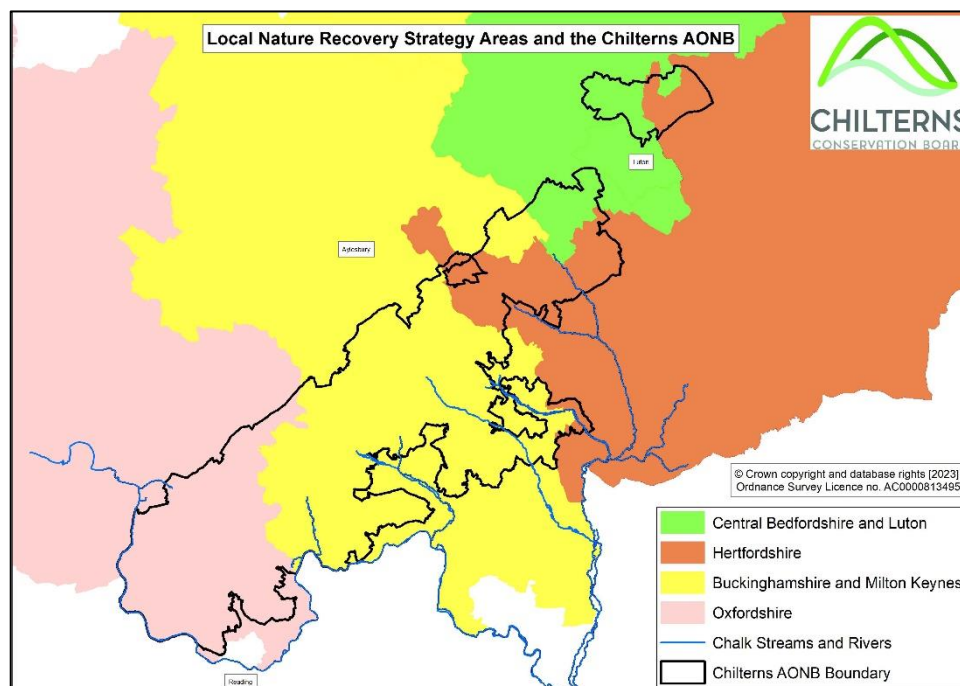 Local Nature Recovery Strategy Areas and the Chilterns AONB
CHILTERNS
CONSERVATION BOARD
Luton
Aylesbury
© Crown copyright and database rights [2023]
Ordnance Survey Licence no. AC0000813495
Central Bedfordshire and Luton
Hertfordshire
Buckinghamshire and Milton Keynes
Oxfordshire
Chalk Streams and Rivers
Chilterns AONB Boundary
Reading